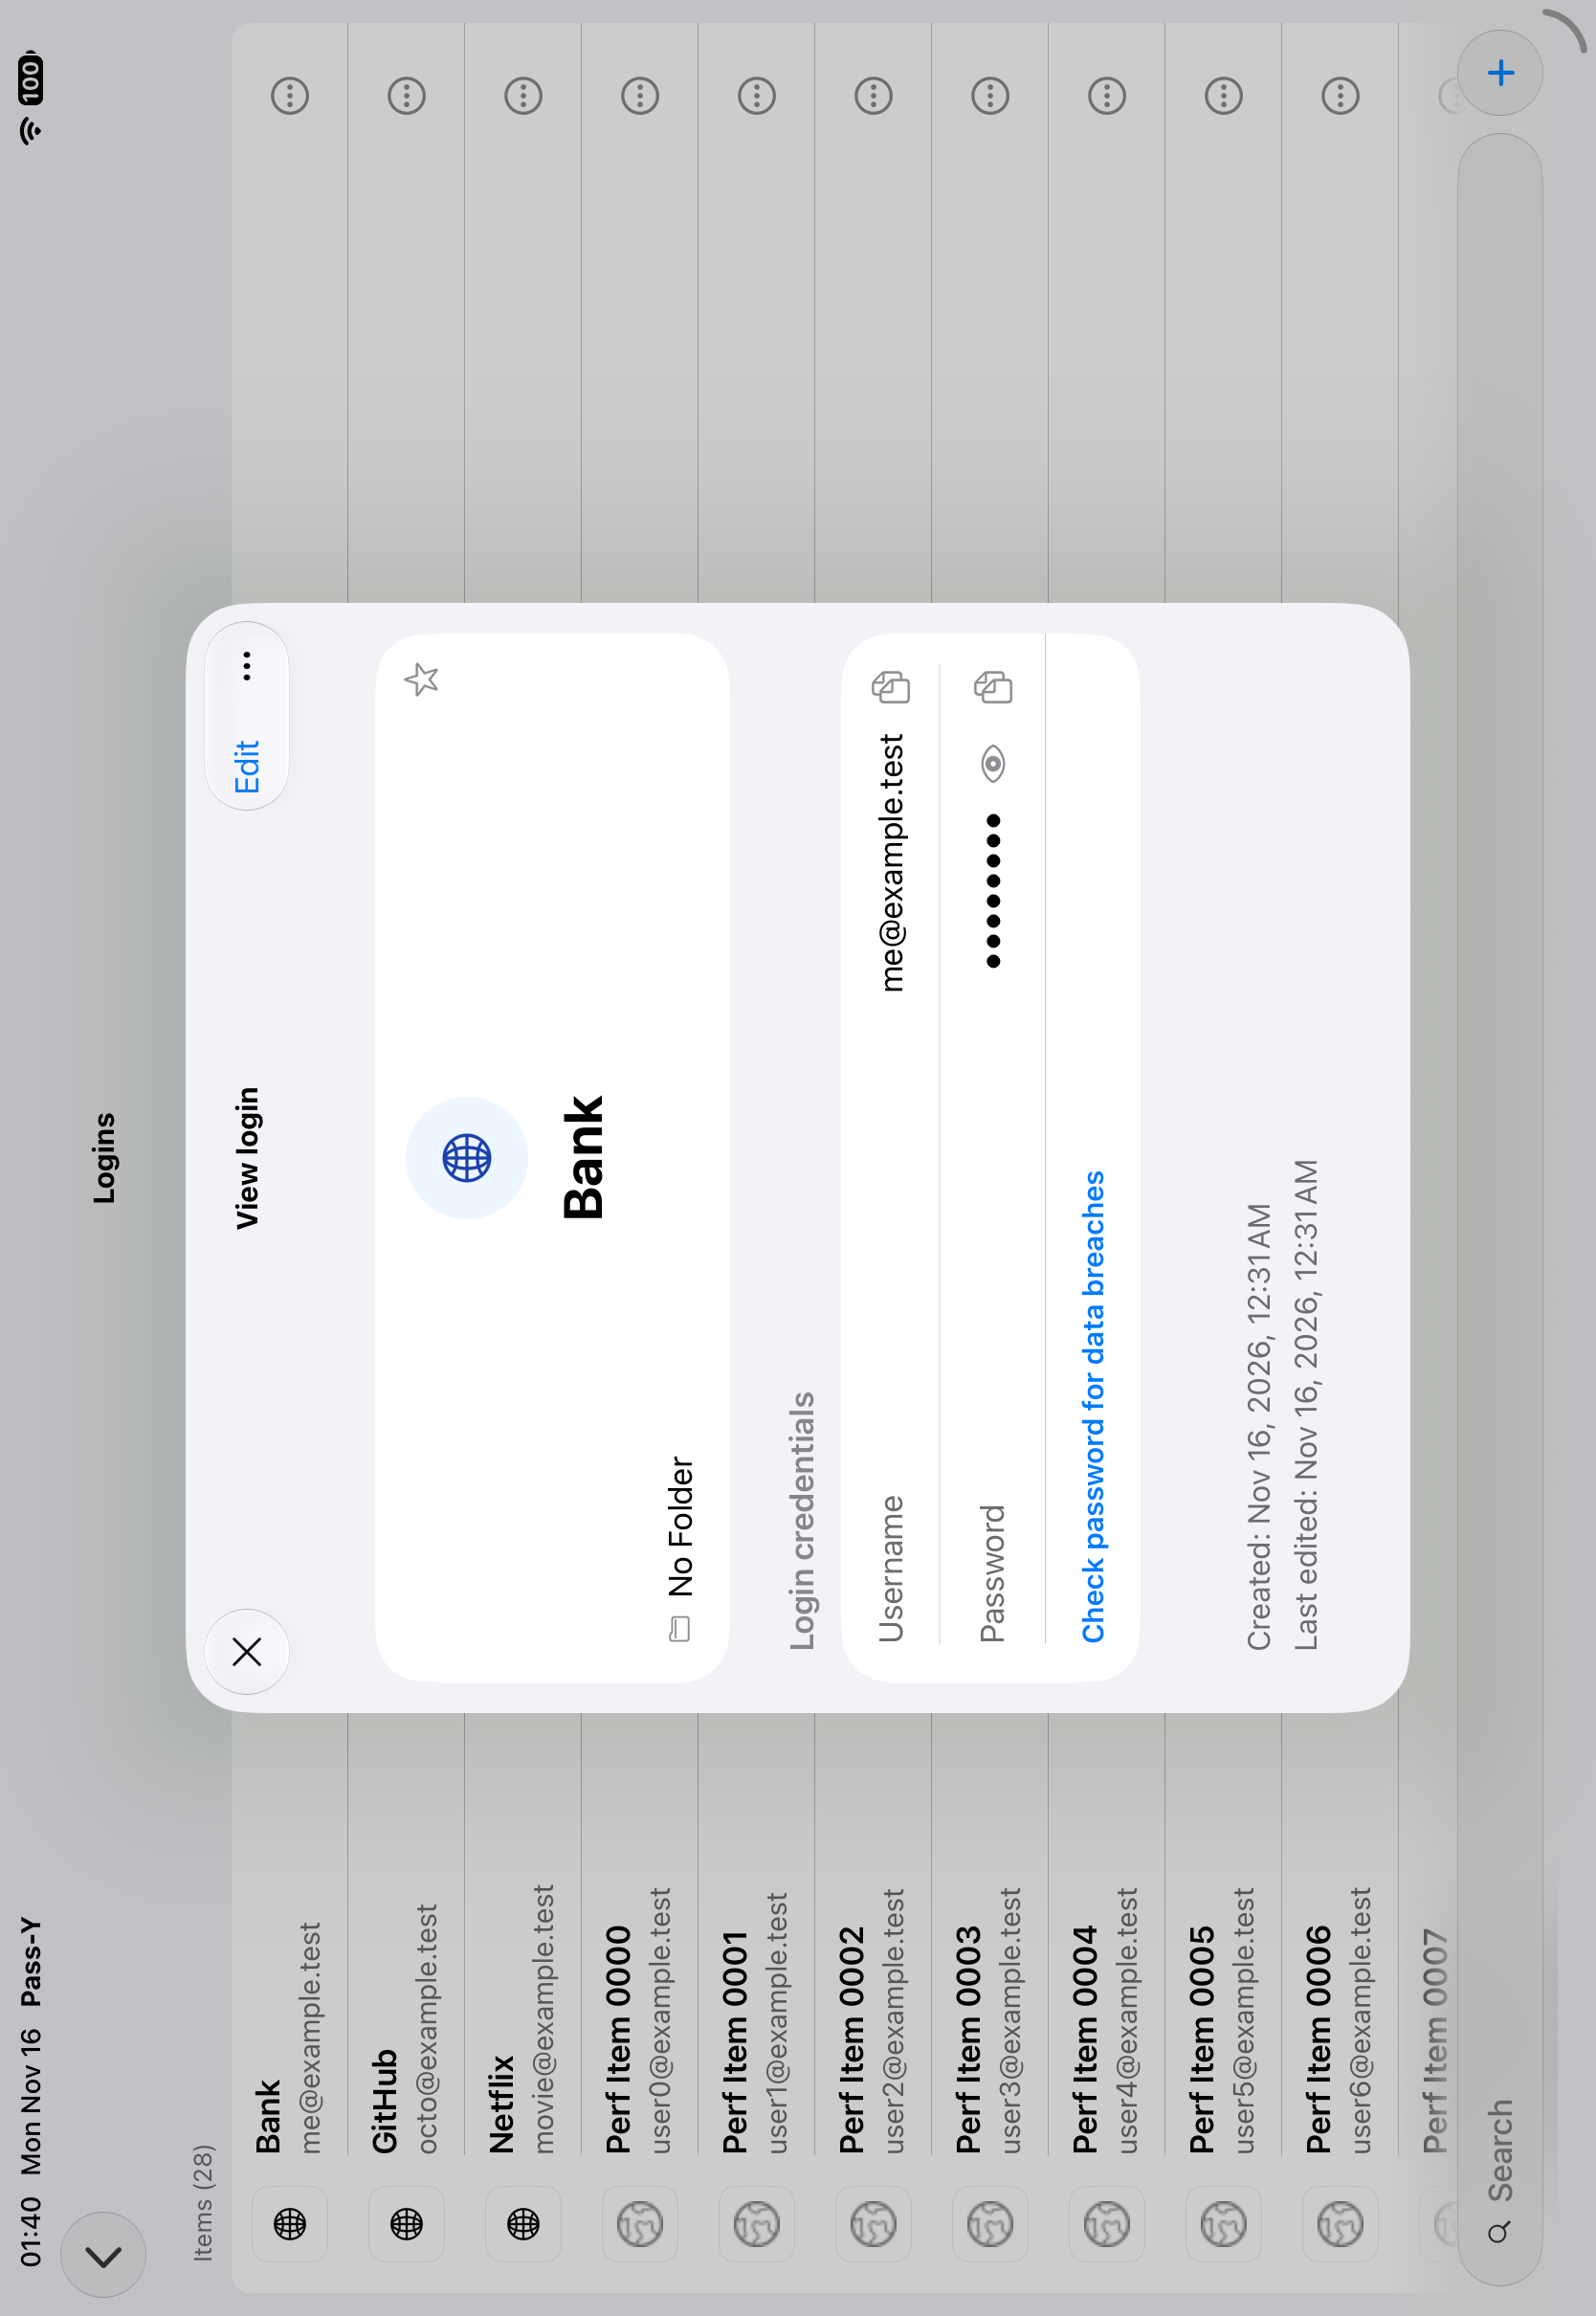 01:40 Mon Nov 16 Pass-Y
100
Logins
Items (28)
Bank
me@example.test
GitHub
octo@example.test
Netflix
movie@example.test
Perf Item 0000
user0@example.test
Perf Item 0001
user1@example.test
Perf Item 0002
user2@example.test
Perf Item 0003
user3@example.test
Perf Item 0004
user4@example.test
Perf Item 0005
user5@example.test
Perf Item 0006
user6@example.test
Perf Item 0007
Search
View login
Edit
Bank
No Folder
Login credentials
Username me@example.test
Password ••••••••
Check password for data breaches
Created: Nov 16, 2026, 12:31 AM
Last edited: Nov 16, 2026, 12:31 AM